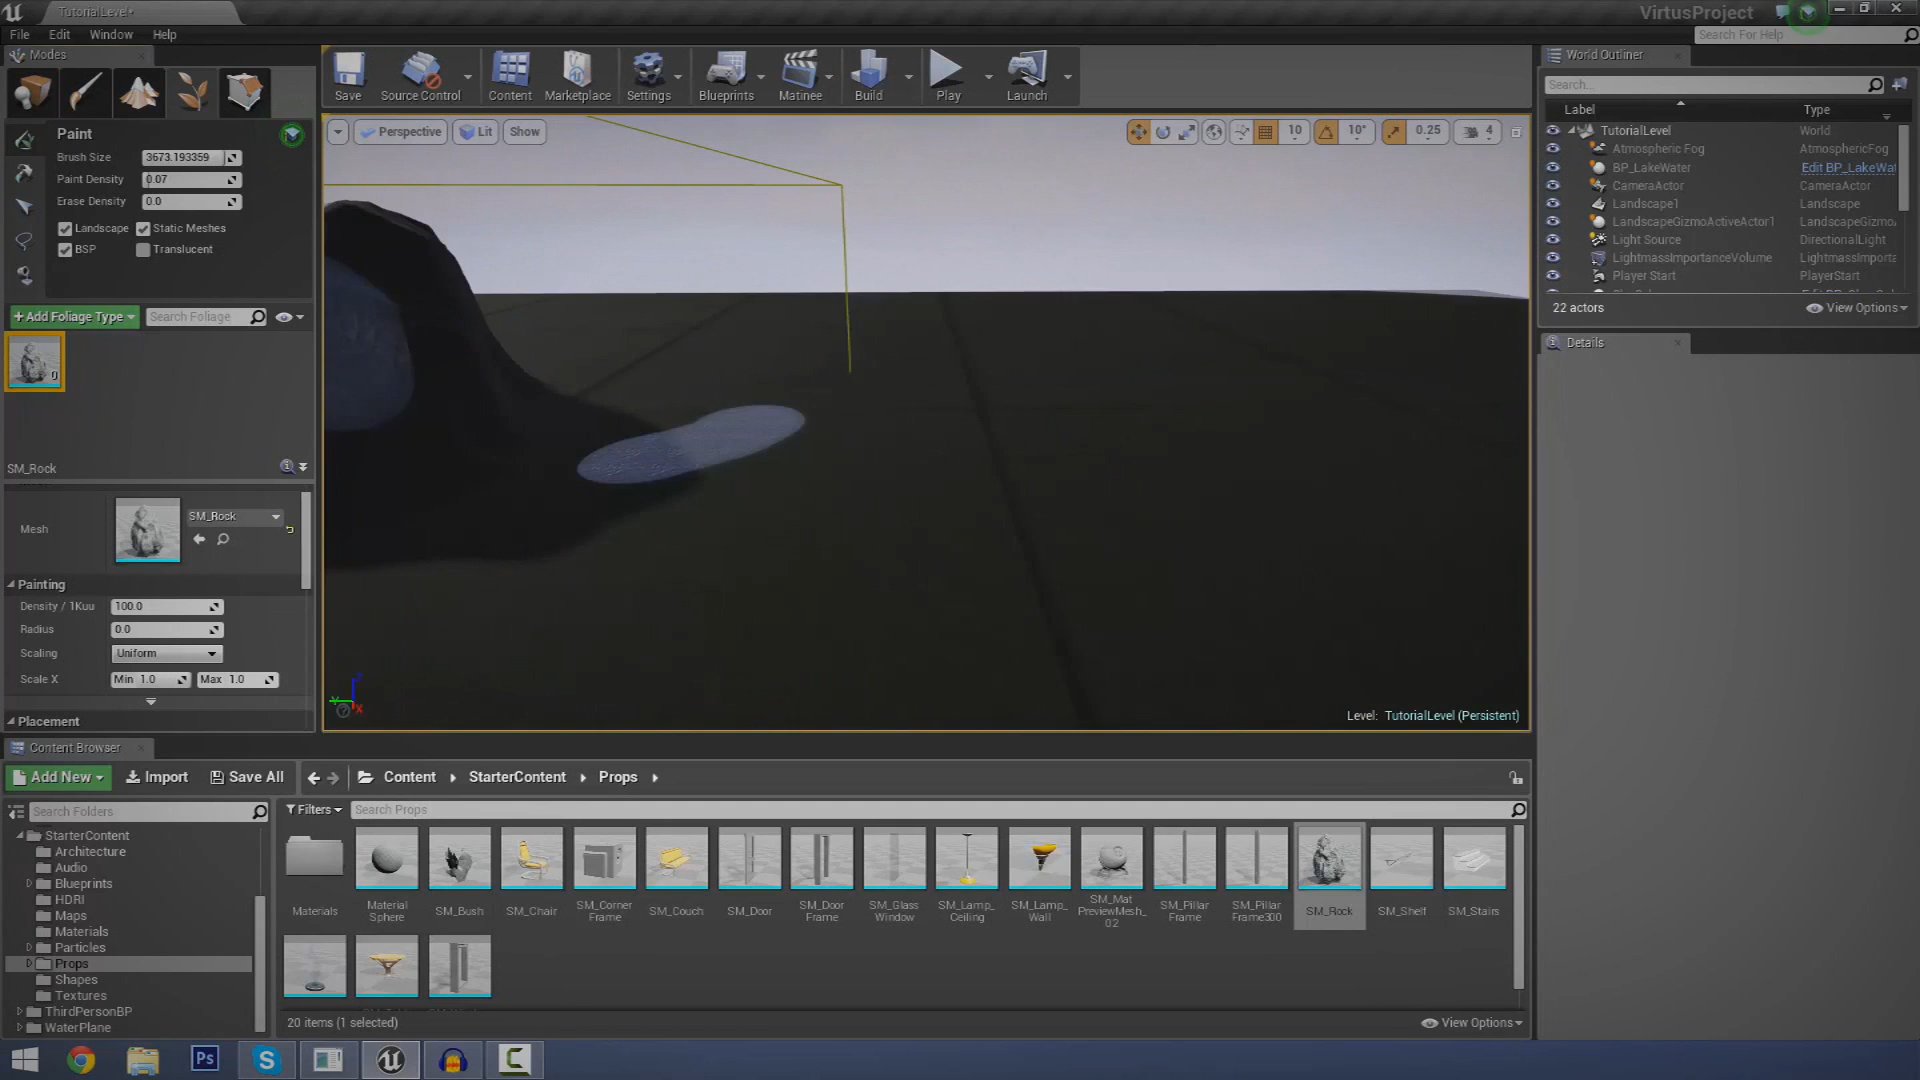 TutorialLevel*
VirtusProject
File Edit Window Help
Search For Help
Modes
Save
Source Control
Content
Marketplace
Settings
Blueprints
Matinee
Build
Play
Launch
World Outliner
Search...
Label Type
TutorialLevel World
Atmospheric Fog AtmosphericFog
BP_LakeWater Edit BP_LakeWat
CameraActor CameraActor
Landscape1 Landscape
LandscapeGizmoActiveActor1 LandscapeGizmo
Light Source DirectionalLight
LightmassImportanceVolume LightmassImporta
Player Start PlayerStart
22 actors
View Options
Details
Paint
Brush Size 3673.193359
Paint Density 0.07
Erase Density 0.0
Landscape Static Meshes
BSP Translucent
+Add Foliage Type Search Foliage
0
SM_Rock
Mesh SM_Rock
Painting
Density / 1Kuu 100.0
Radius 0.0
Scaling Uniform
Scale X Min 1.0 Max 1.0
Placement
Perspective Lit Show
10 10° 0.25 4
Z
Y
X
Level: TutorialLevel (Persistent)
Content Browser
Add New Import Save All Content StarterContent Props
Search Folders
Filters Search Props
StarterContent
Architecture
Audio
Blueprints
HDRI
Maps
Materials
Particles
Props
Shapes
Textures
ThirdPersonBP
WaterPlane
Materials
Material Sphere
SM_Bush
SM_Chair
SM_Corner Frame
SM_Couch
SM_Door
SM_Door Frame
SM_Glass Window
SM_Lamp_ Ceiling
SM_Lamp_ Wall
SM_Mat PreviewMesh_ 02
SM_Pillar Frame
SM_Pillar Frame300
SM_Rock
SM_Shelf
SM_Stairs
20 items (1 selected)
View Options
Ps